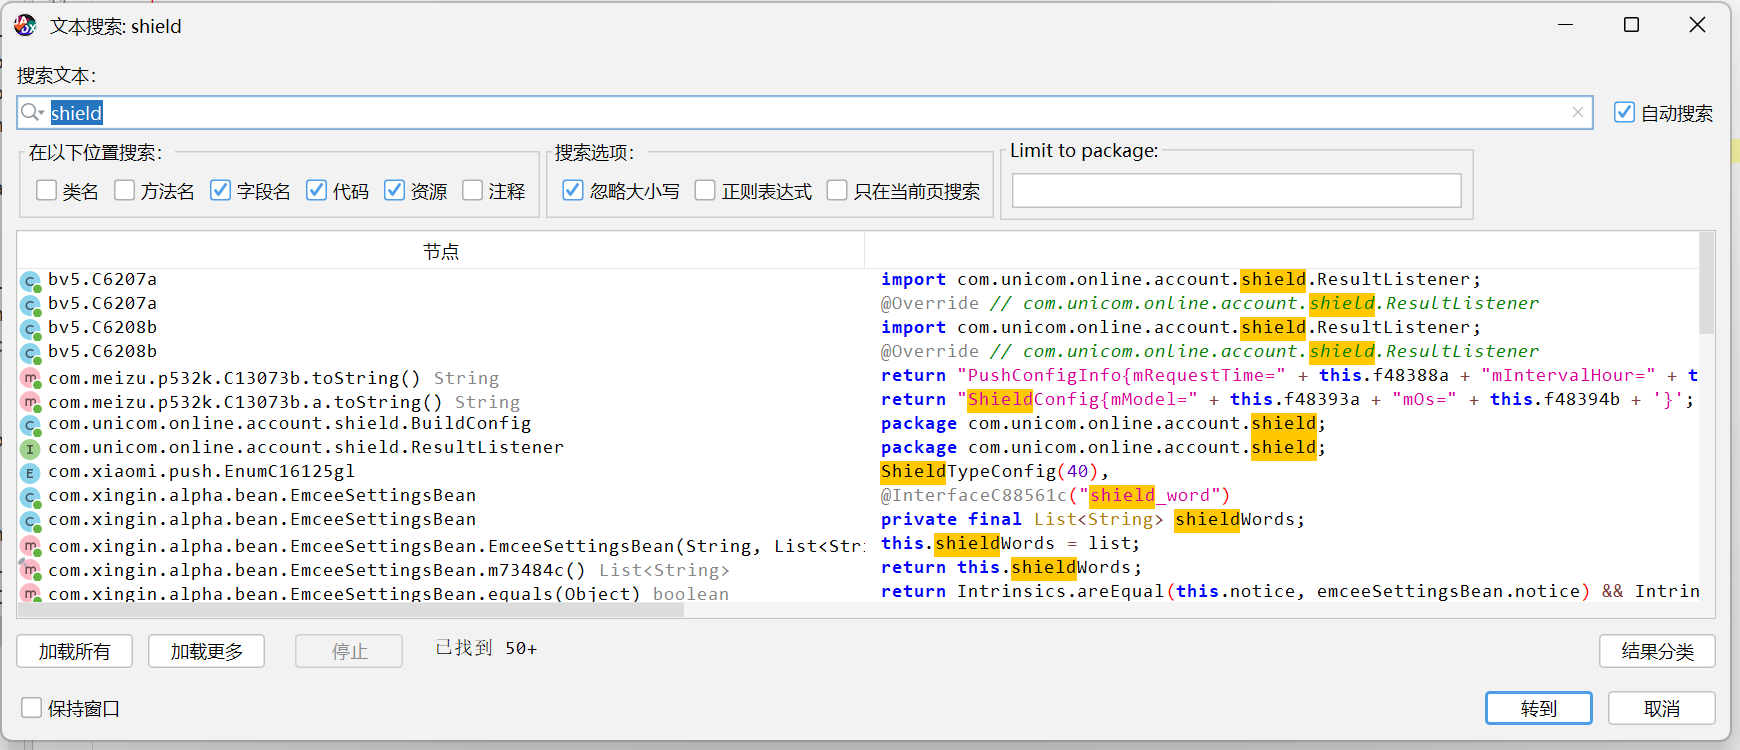 文本搜索: shield
搜索文本:
shield
自动搜索
在以下位置搜索:
类名 方法名 字段名 代码 资源 注释
搜索选项:
忽略大小写 正则表达式 只在当前页搜索
Limit to package:
节点
bv5.C6207a import com.unicom.online.account.shield.ResultListener;
bv5.C6207a @Override // com.unicom.online.account.shield.ResultListener
bv5.C6208b import com.unicom.online.account.shield.ResultListener;
bv5.C6208b @Override // com.unicom.online.account.shield.ResultListener
com.meizu.p532k.C13073b.toString() String return "PushConfigInfo{mRequestTime=" + this.f48388a + "mIntervalHour=" + t
com.meizu.p532k.C13073b.a.toString() String return "ShieldConfig{mModel=" + this.f48393a + "mOs=" + this.f48394b + '}';
com.unicom.online.account.shield.BuildConfig package com.unicom.online.account.shield;
com.unicom.online.account.shield.ResultListener package com.unicom.online.account.shield;
com.xiaomi.push.EnumC16125gl ShieldTypeConfig(40),
com.xingin.alpha.bean.EmceeSettingsBean @InterfaceC88561c("shield_word")
com.xingin.alpha.bean.EmceeSettingsBean private final List<String> shieldWords;
com.xingin.alpha.bean.EmceeSettingsBean.EmceeSettingsBean(String, List<Stri this.shieldWords = list;
com.xingin.alpha.bean.EmceeSettingsBean.m73484c() List<String> return this.shieldWords;
com.xingin.alpha.bean.EmceeSettingsBean.equals(Object) boolean return Intrinsics.areEqual(this.notice, emceeSettingsBean.notice) && Intrin
加载所有 加载更多 停止 已找到 50+ 结果分类
保持窗口 转到 取消